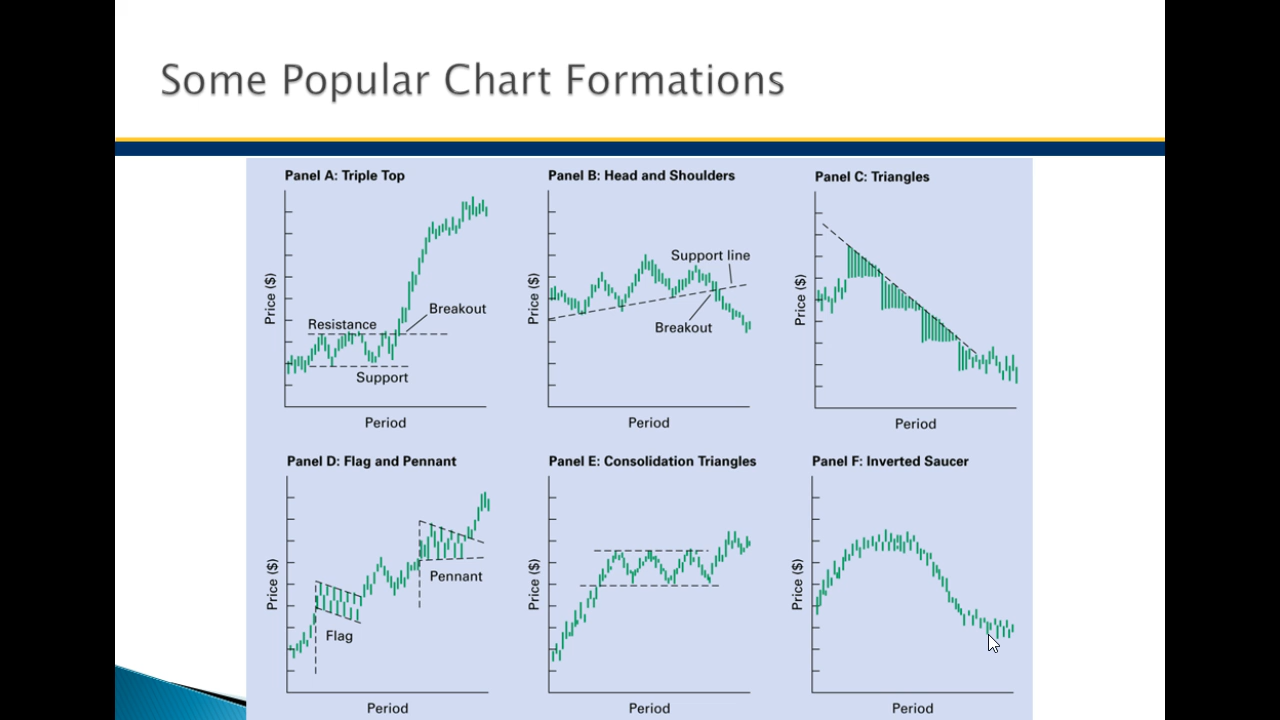 Some Popular Chart Formations
Panel A: Triple Top
Price ($)
Resistance
Breakout
Support
Period
Panel B: Head and Shoulders
Price ($)
Support line
Breakout
Period
Panel C: Triangles
Price ($)
Period
Panel D: Flag and Pennant
Price ($)
Pennant
Flag
Period
Panel E: Consolidation Triangles
Price ($)
Period
Panel F: Inverted Saucer
Price ($)
Period